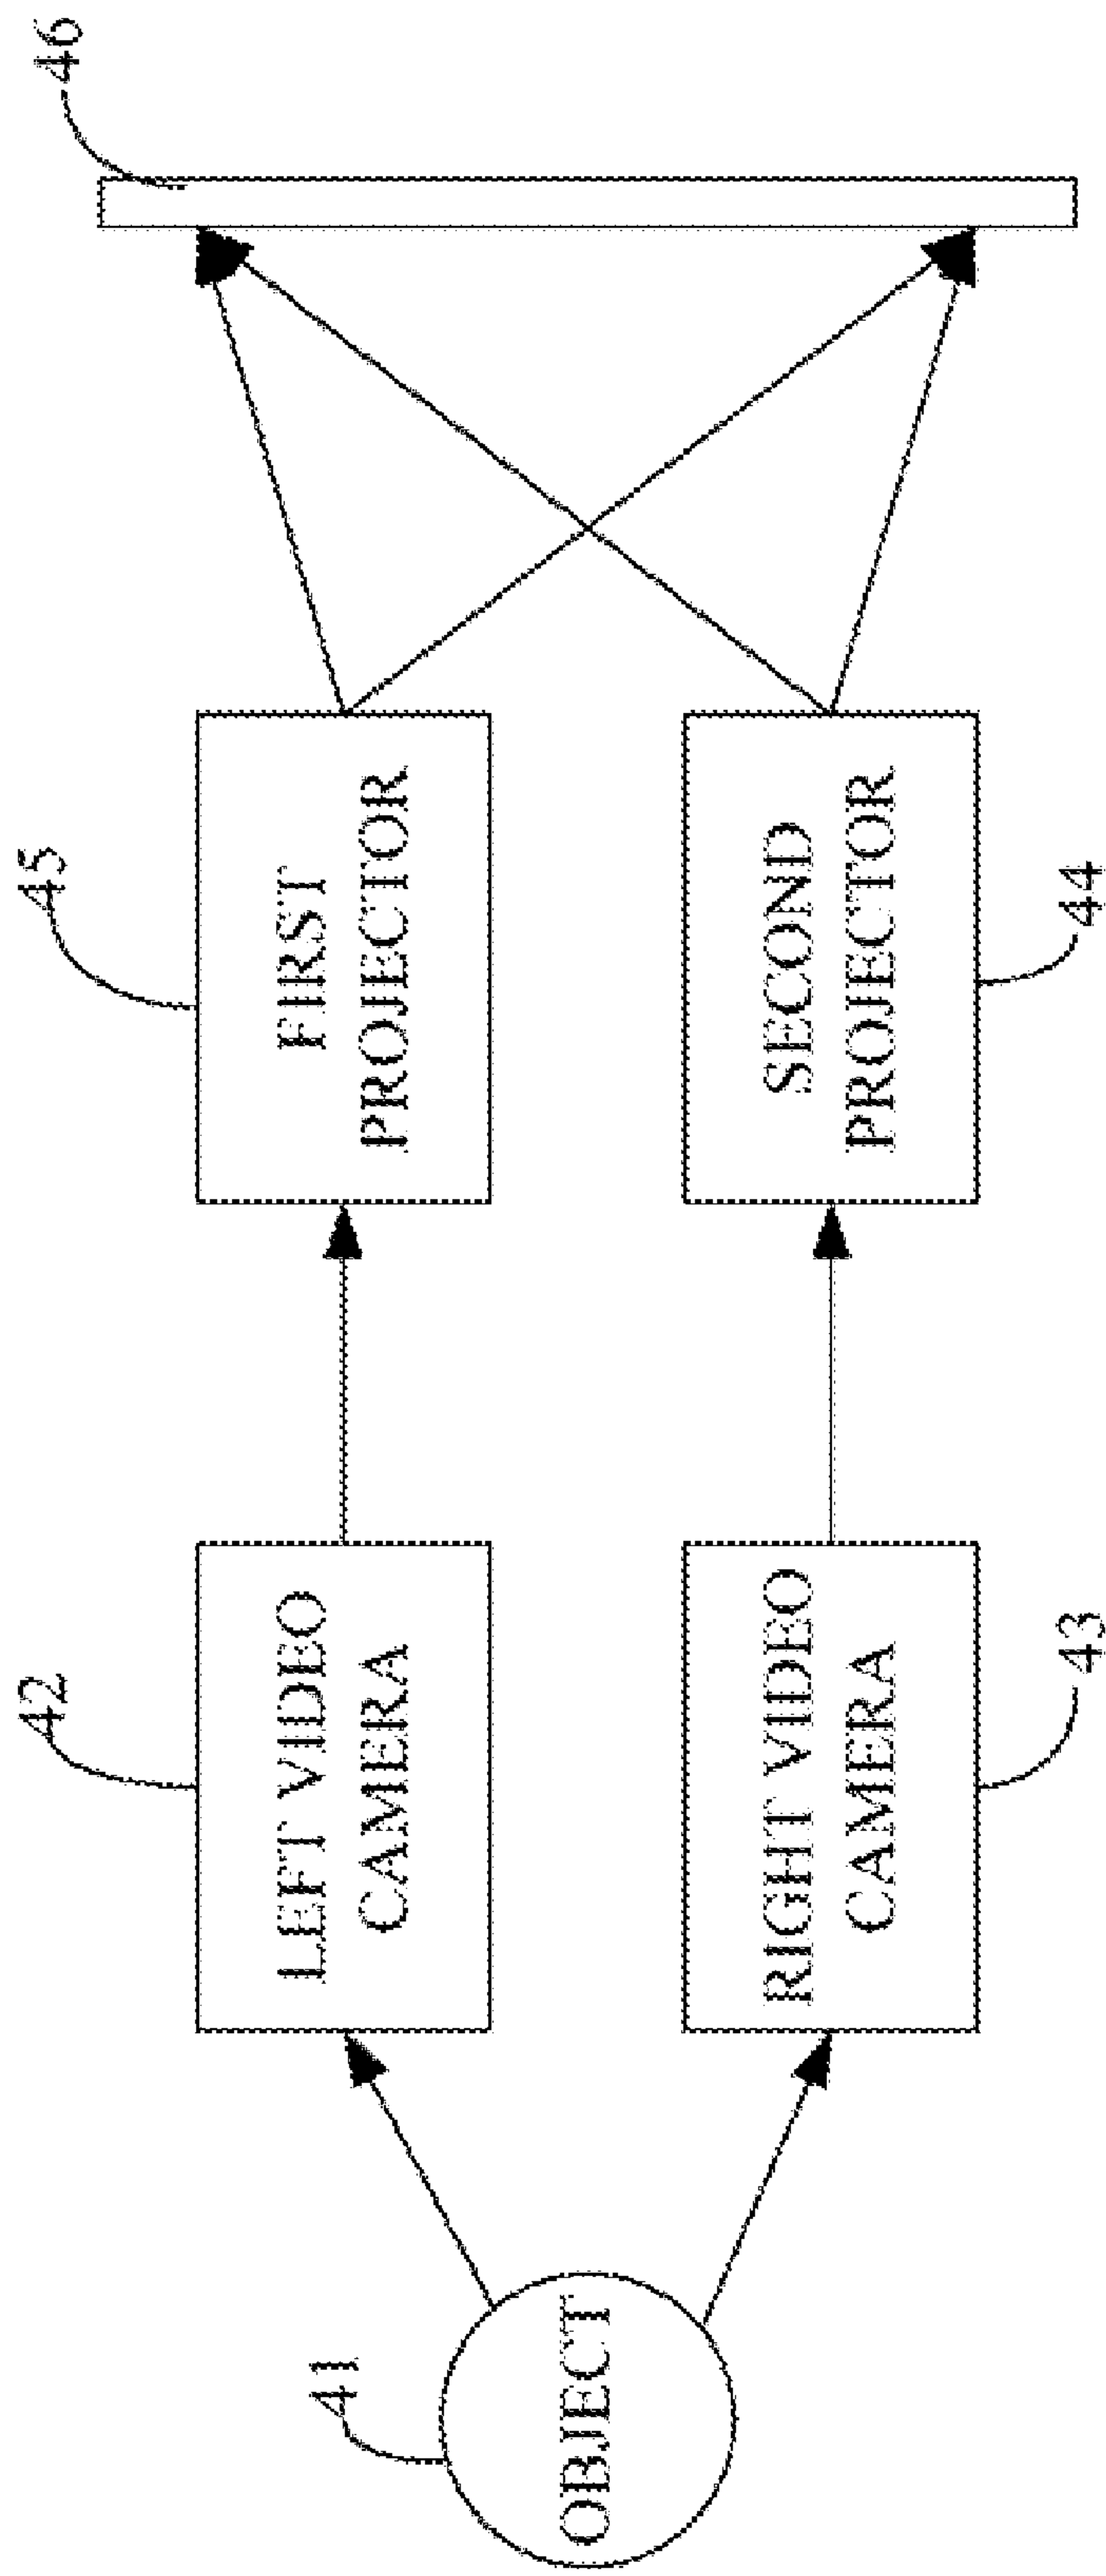 41
OBJECT
42
LEFT VIDEO
CAMERA
RIGHT VIDEO
CAMERA
43
45
FIRST
PROJECTOR
SECOND
PROJECTOR
44
46